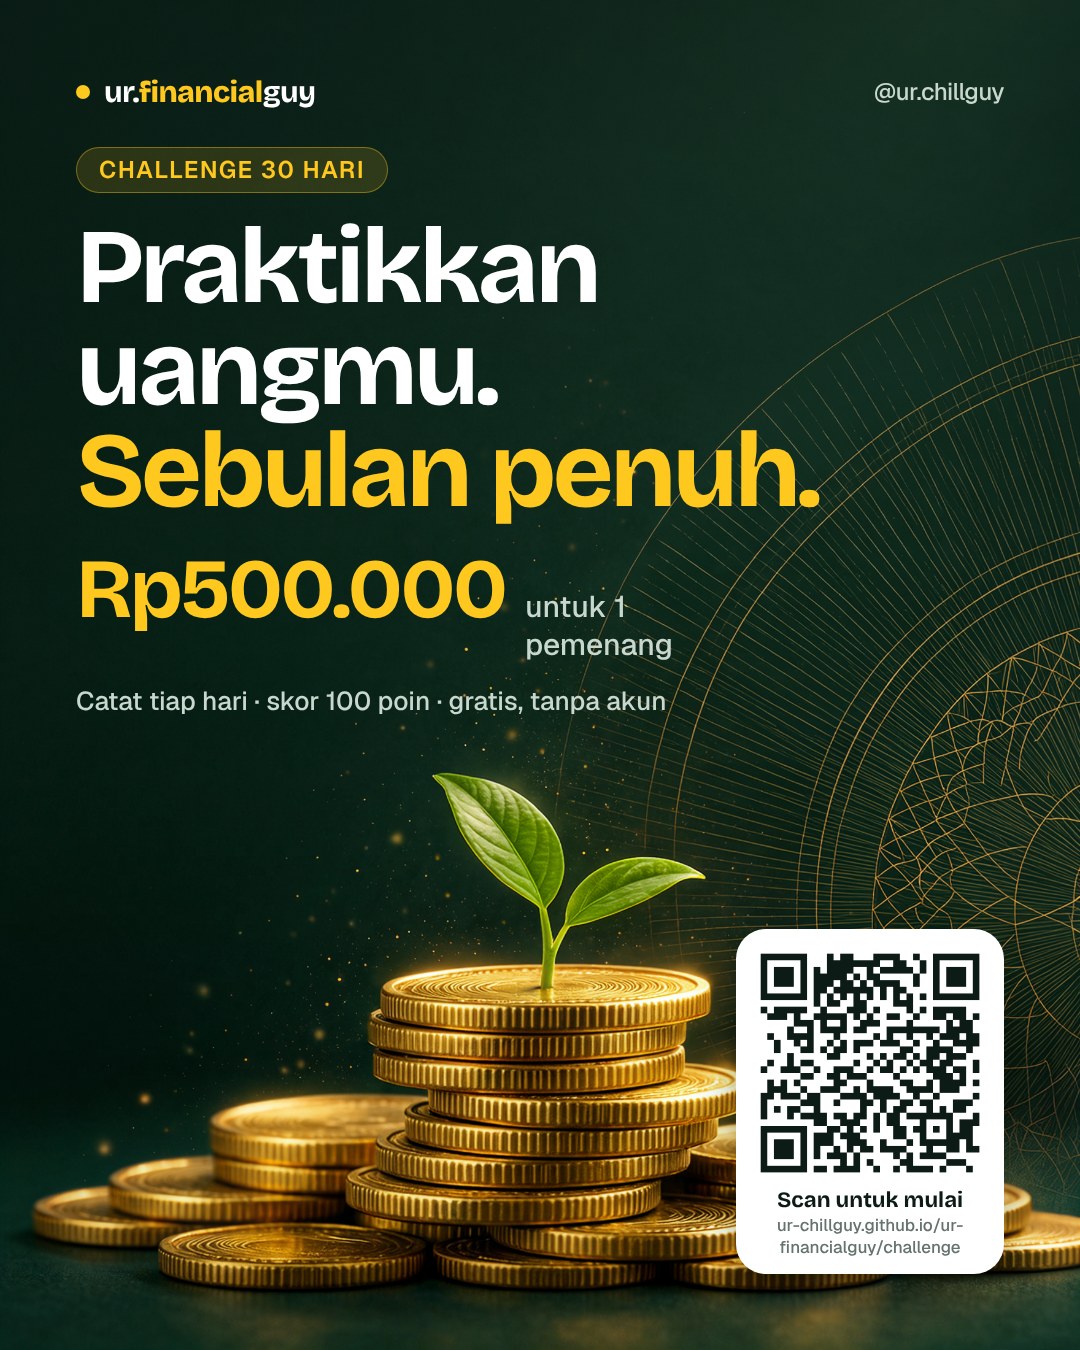 ur.financialguy
@ur.chillguy
CHALLENGE 30 HARI
Praktikkan
uangmu.
Sebulan penuh.
Rp500.000 untuk 1
pemenang
Catat tiap hari · skor 100 poin · gratis, tanpa akun
Scan untuk mulai
ur-chillguy.github.io/ur-
financialguy/challenge